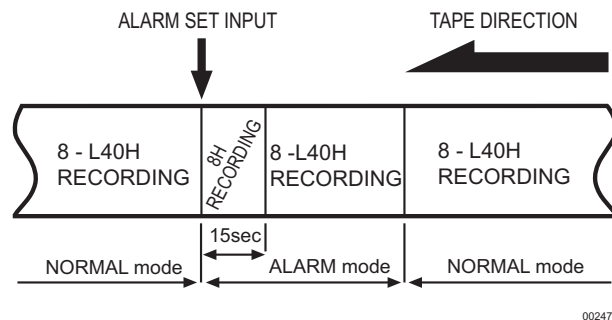 ALARM SET INPUT
TAPE DIRECTION
8 - L40H
RECORDING
8H
RECORDING
8 -L40H
RECORDING
8 - L40H
RECORDING
15sec
NORMAL mode
ALARM mode
NORMAL mode
00247